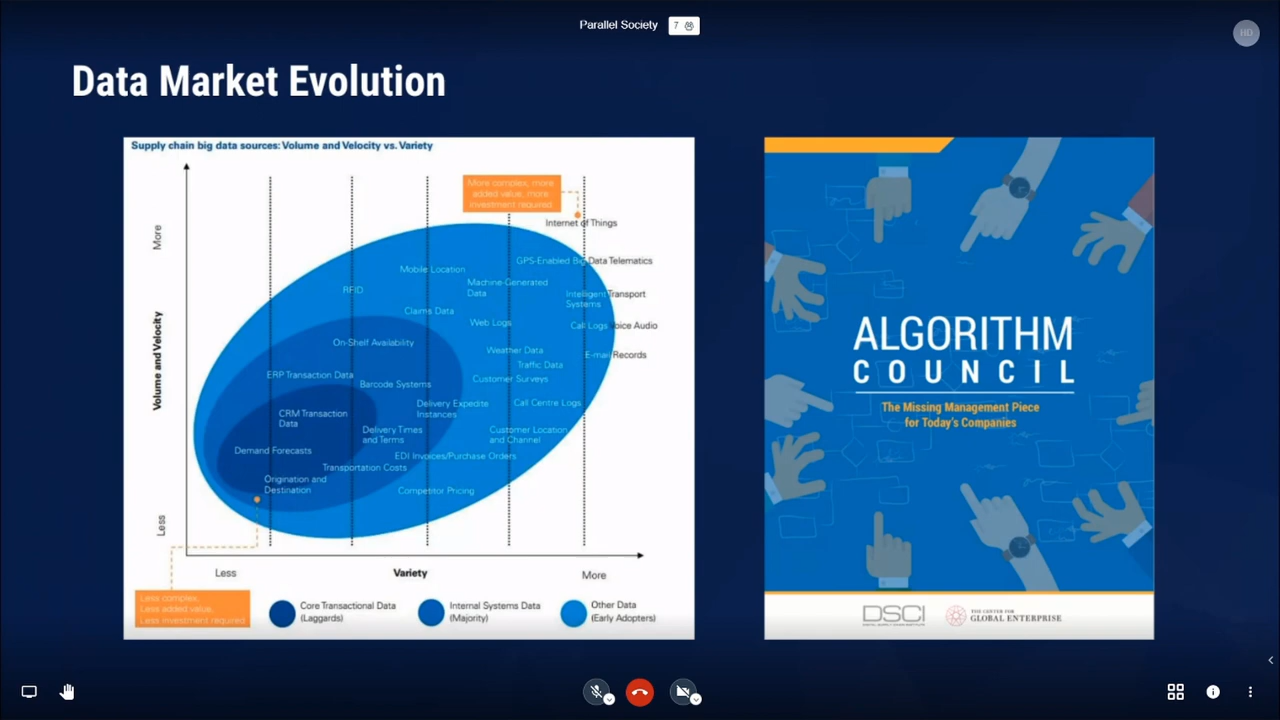 Parallel Society 7
HD
Data Market Evolution
Supply chain big data sources: Volume and Velocity vs. Variety
More complex, more
added value, more
investment required
Internet of Things
GPS-Enabled Big Data Telematics
Mobile Location
Machine-Generated
Data
RFID
Intelligent Transport
Systems
Claims Data
Web Logs
Call Logs Voice Audio
On-Shelf Availability
Weather Data
E-mail Records
Traffic Data
ERP Transaction Data
Customer Surveys
Barcode Systems
Delivery Expedite
Instances
Call Centre Logs
CRM Transaction
Data
Delivery Times
and Terms
Customer Location
and Channel
Demand Forecasts
EDI Invoices/Purchase Orders
Transportation Costs
Origination and
Destination
Competitor Pricing
More
Volume and Velocity
Less
Less
Variety
More
Less complex,
Less added value,
Less investment required
Core Transactional Data
(Laggards)
Internal Systems Data
(Majority)
Other Data
(Early Adopters)
ALGORITHM
COUNCIL
The Missing Management Piece
for Today's Companies
DSCI
DIGITAL SUPPLY CHAIN INSTITUTE
THE CENTER FOR
GLOBAL ENTERPRISE